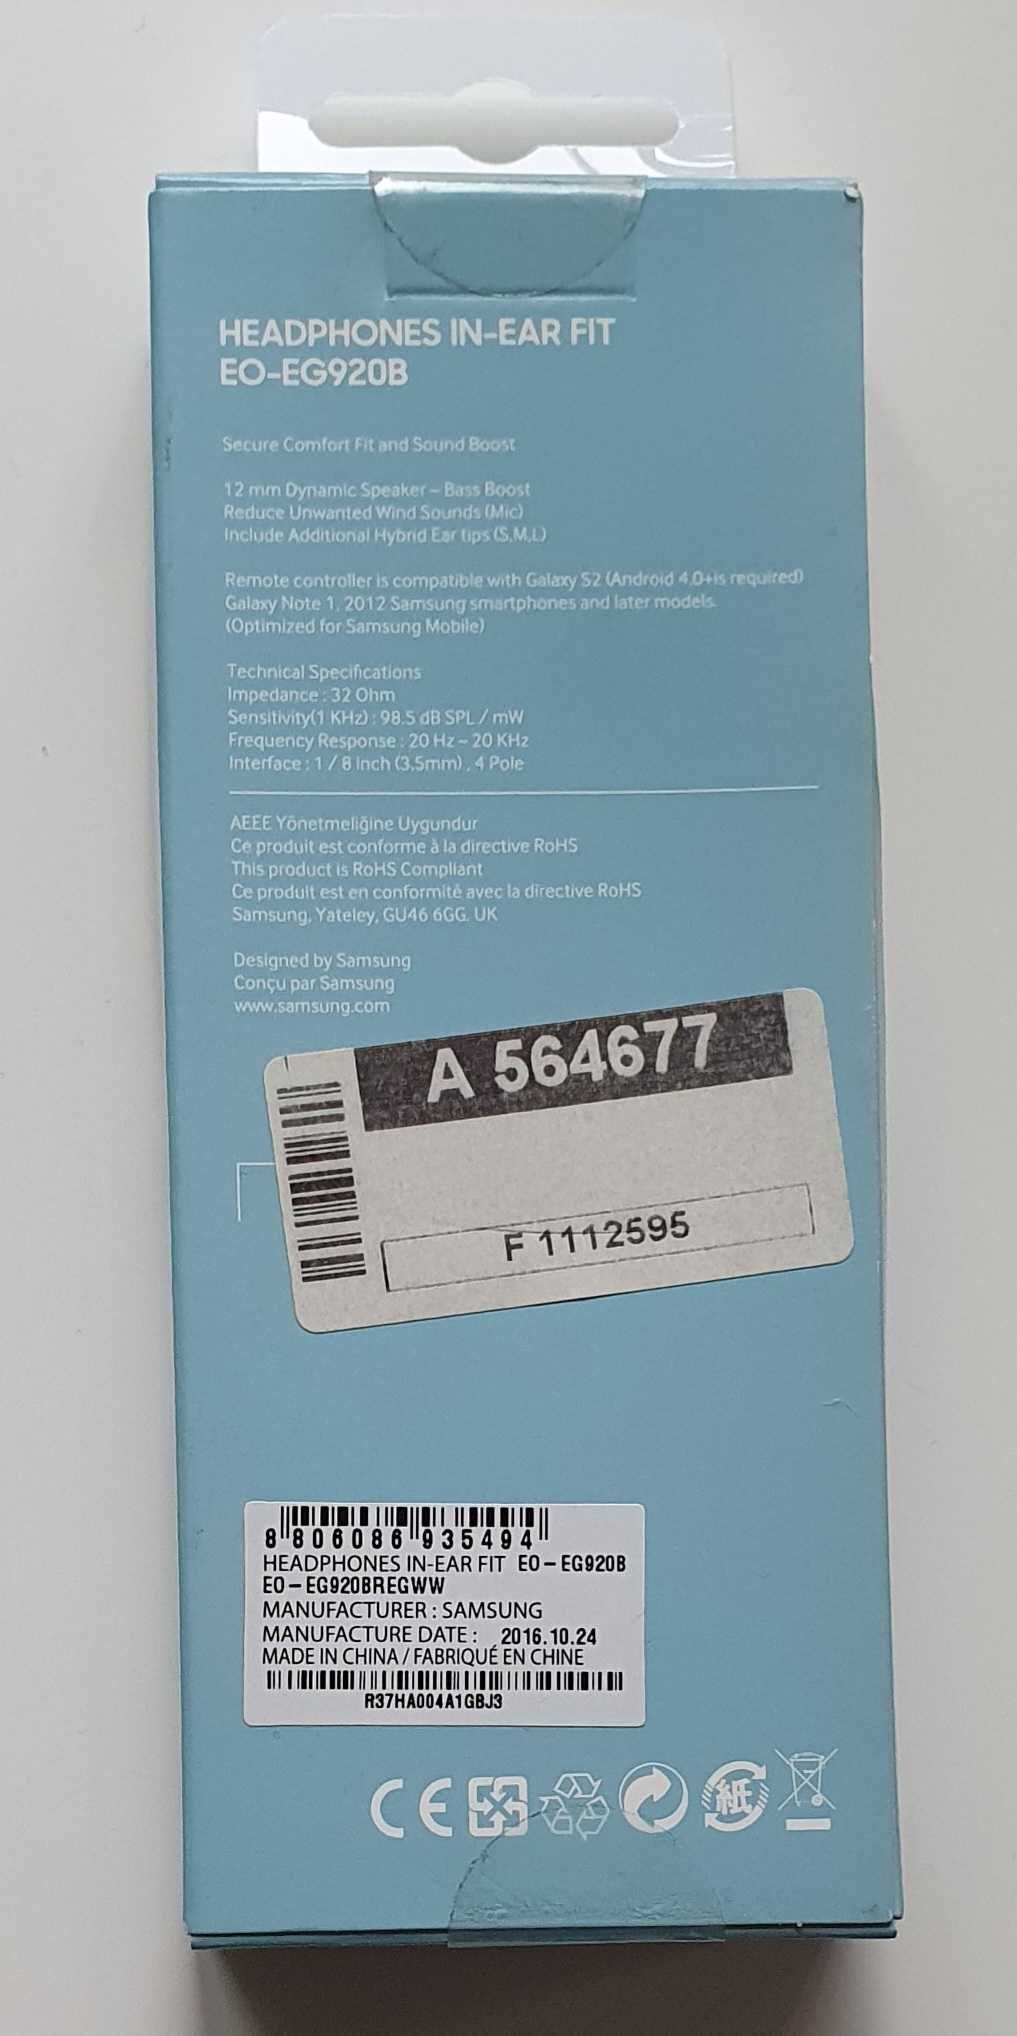 HEADPHONES IN-EAR FIT
EO-EG920B
Secure Comfort Fit and Sound Boost
12 mm Dynamic Speaker – Bass Boost
Reduce Unwanted Wind Sounds (Mic)
Include Additional Hybrid Ear tips (S,M,L)
Remote controller is compatible with Galaxy S2 (Android 4.0+is required)
Galaxy Note 1, 2012 Samsung smartphones and later models.
(Optimized for Samsung Mobile)
Technical Specifications
Impedance : 32 Ohm
Sensitivity(1 KHz) : 98.5 dB SPL / mW
Frequency Response : 20 Hz ~ 20 KHz
Interface : 1 / 8 inch (3.5mm) , 4 Pole
AEEE Yönetmeliğine Uygundur
Ce produit est conforme à la directive RoHS
This product is RoHS Compliant
Ce produit est en conformité avec la directive RoHS
Samsung, Yateley, GU46 6GG. UK
Designed by Samsung
Conçu par Samsung
www.samsung.com
A 564677
F 1112595
8 806086 935494
HEADPHONES IN-EAR FIT EO-EG920B
EO-EG920BREGWW
MANUFACTURER : SAMSUNG
MANUFACTURE DATE : 2016.10.24
MADE IN CHINA / FABRIQUÉ EN CHINE
R37HA004A1GBJ3
CE 紙